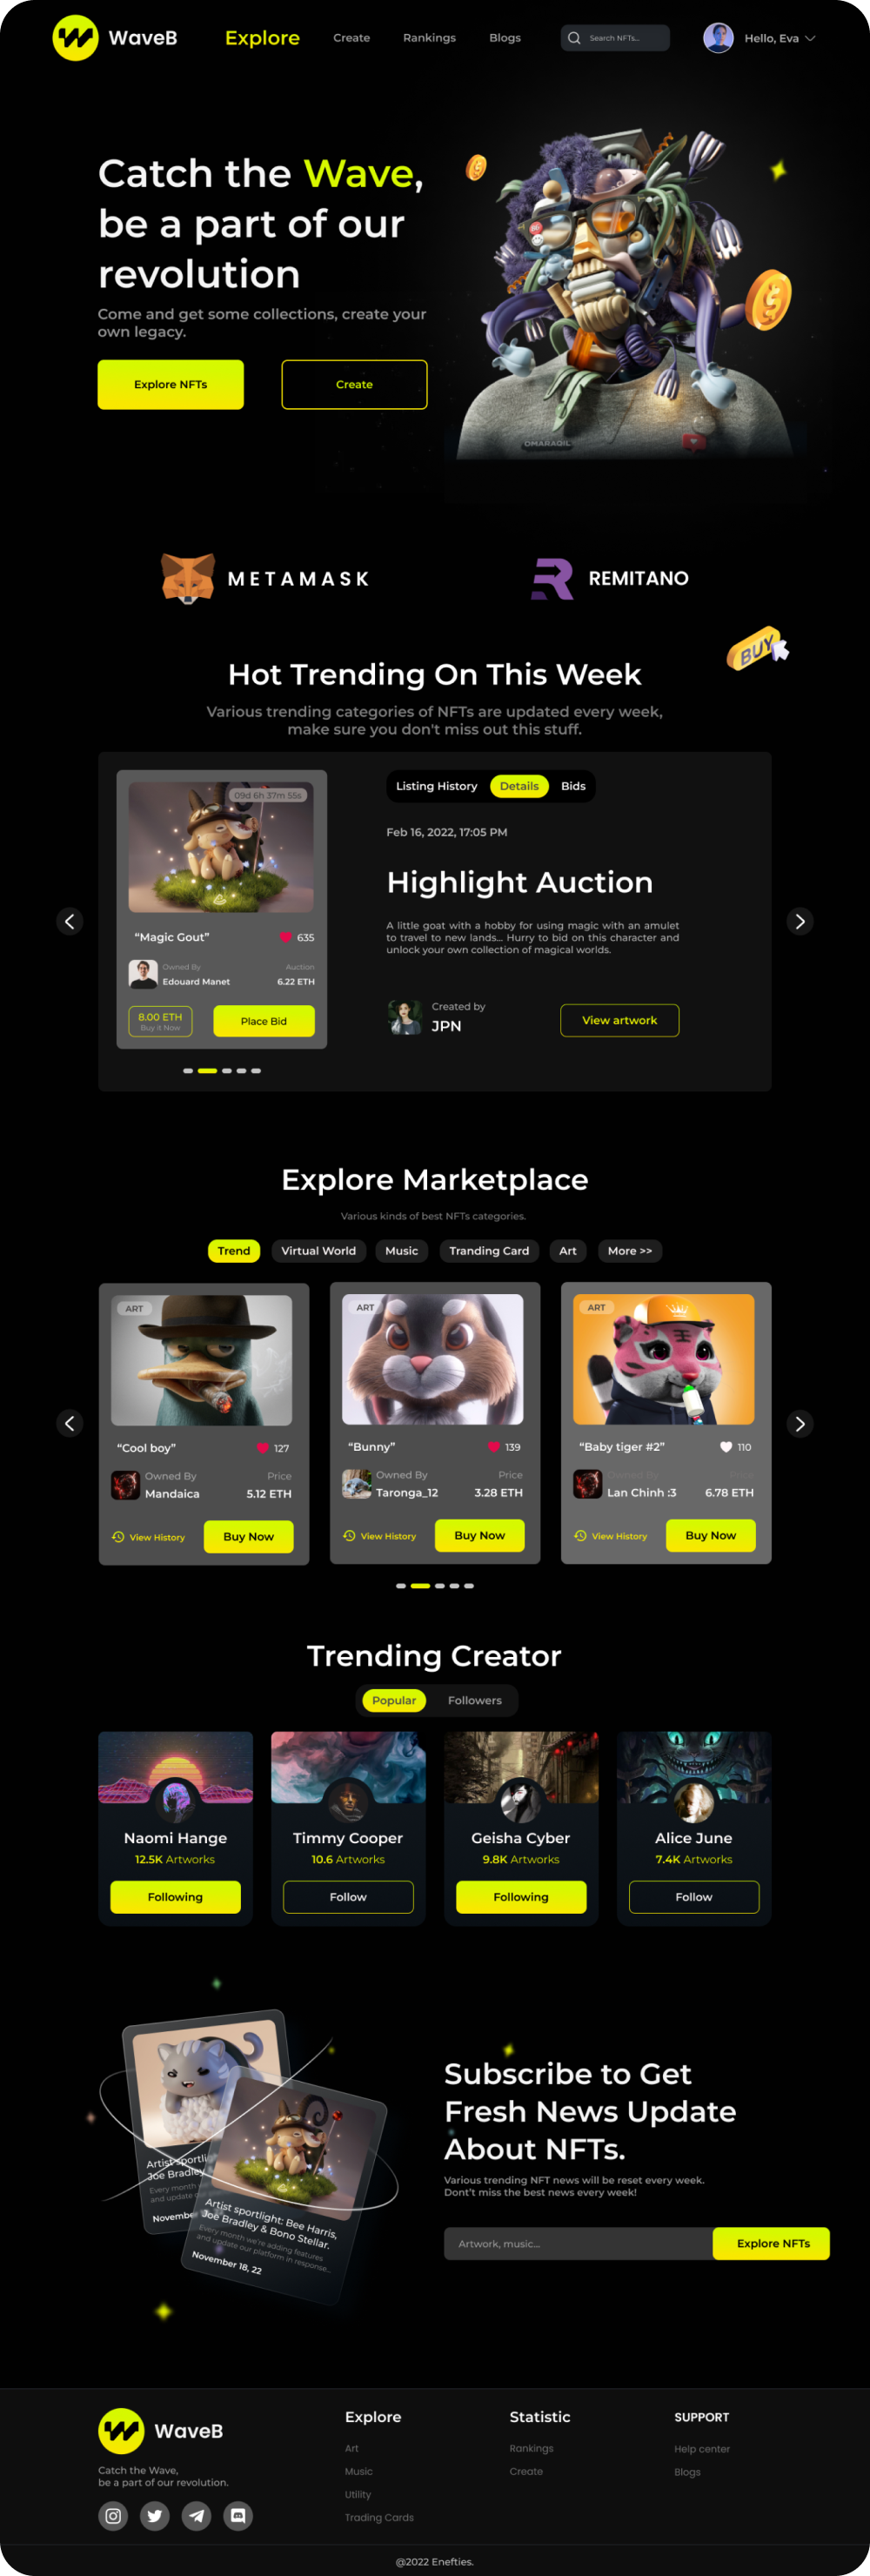 WaveB
Explore
Create
Rankings
Blogs
Search NFTs...
Hello, Eva
Catch the Wave,
be a part of our
revolution
Come and get some collections, create your
own legacy.
Explore NFTs
Create
OMARAQIL
METAMASK
REMITANO
BUY
Hot Trending On This Week
Various trending categories of NFTs are updated every week,
make sure you don't miss out this stuff.
09d 6h 37m 55s
“Magic Gout”
635
Owned By
Edouard Manet
Auction
6.22 ETH
8.00 ETH
Buy it Now
Place Bid
Listing History
Details
Bids
Feb 16, 2022, 17:05 PM
Highlight Auction
A little goat with a hobby for using magic with an amulet
to travel to new lands... Hurry to bid on this character and
unlock your own collection of magical worlds.
Created by
JPN
View artwork
Explore Marketplace
Various kinds of best NFTs categories.
Trend
Virtual World
Music
Tranding Card
Art
More >>
ART
“Cool boy”
127
Owned By
Mandaica
Price
5.12 ETH
View History
Buy Now
ART
“Bunny”
139
Owned By
Taronga_12
Price
3.28 ETH
View History
Buy Now
ART
“Baby tiger #2”
110
Owned By
Lan Chinh :3
Price
6.78 ETH
View History
Buy Now
Trending Creator
Popular
Followers
Naomi Hange
12.5K Artworks
Following
Timmy Cooper
10.6 Artworks
Follow
Geisha Cyber
9.8K Artworks
Following
Alice June
7.4K Artworks
Follow
Artist sportli
Joe Bradley
Every month
and update
Novembe
Artist sportlight: Bee Harris,
Joe Bradley & Bono Stellar.
Every month we're adding features
and update our platform in response...
November 18, 22
Subscribe to Get
Fresh News Update
About NFTs.
Various trending NFT news will be reset every week.
Dont't miss the best news every week!
Artwork, music...
Explore NFTs
WaveB
Catch the Wave,
be a part of our revolution.
Explore
Art
Music
Utility
Trading Cards
Statistic
Rankings
Create
SUPPORT
Help center
Blogs
@2022 Enefties.